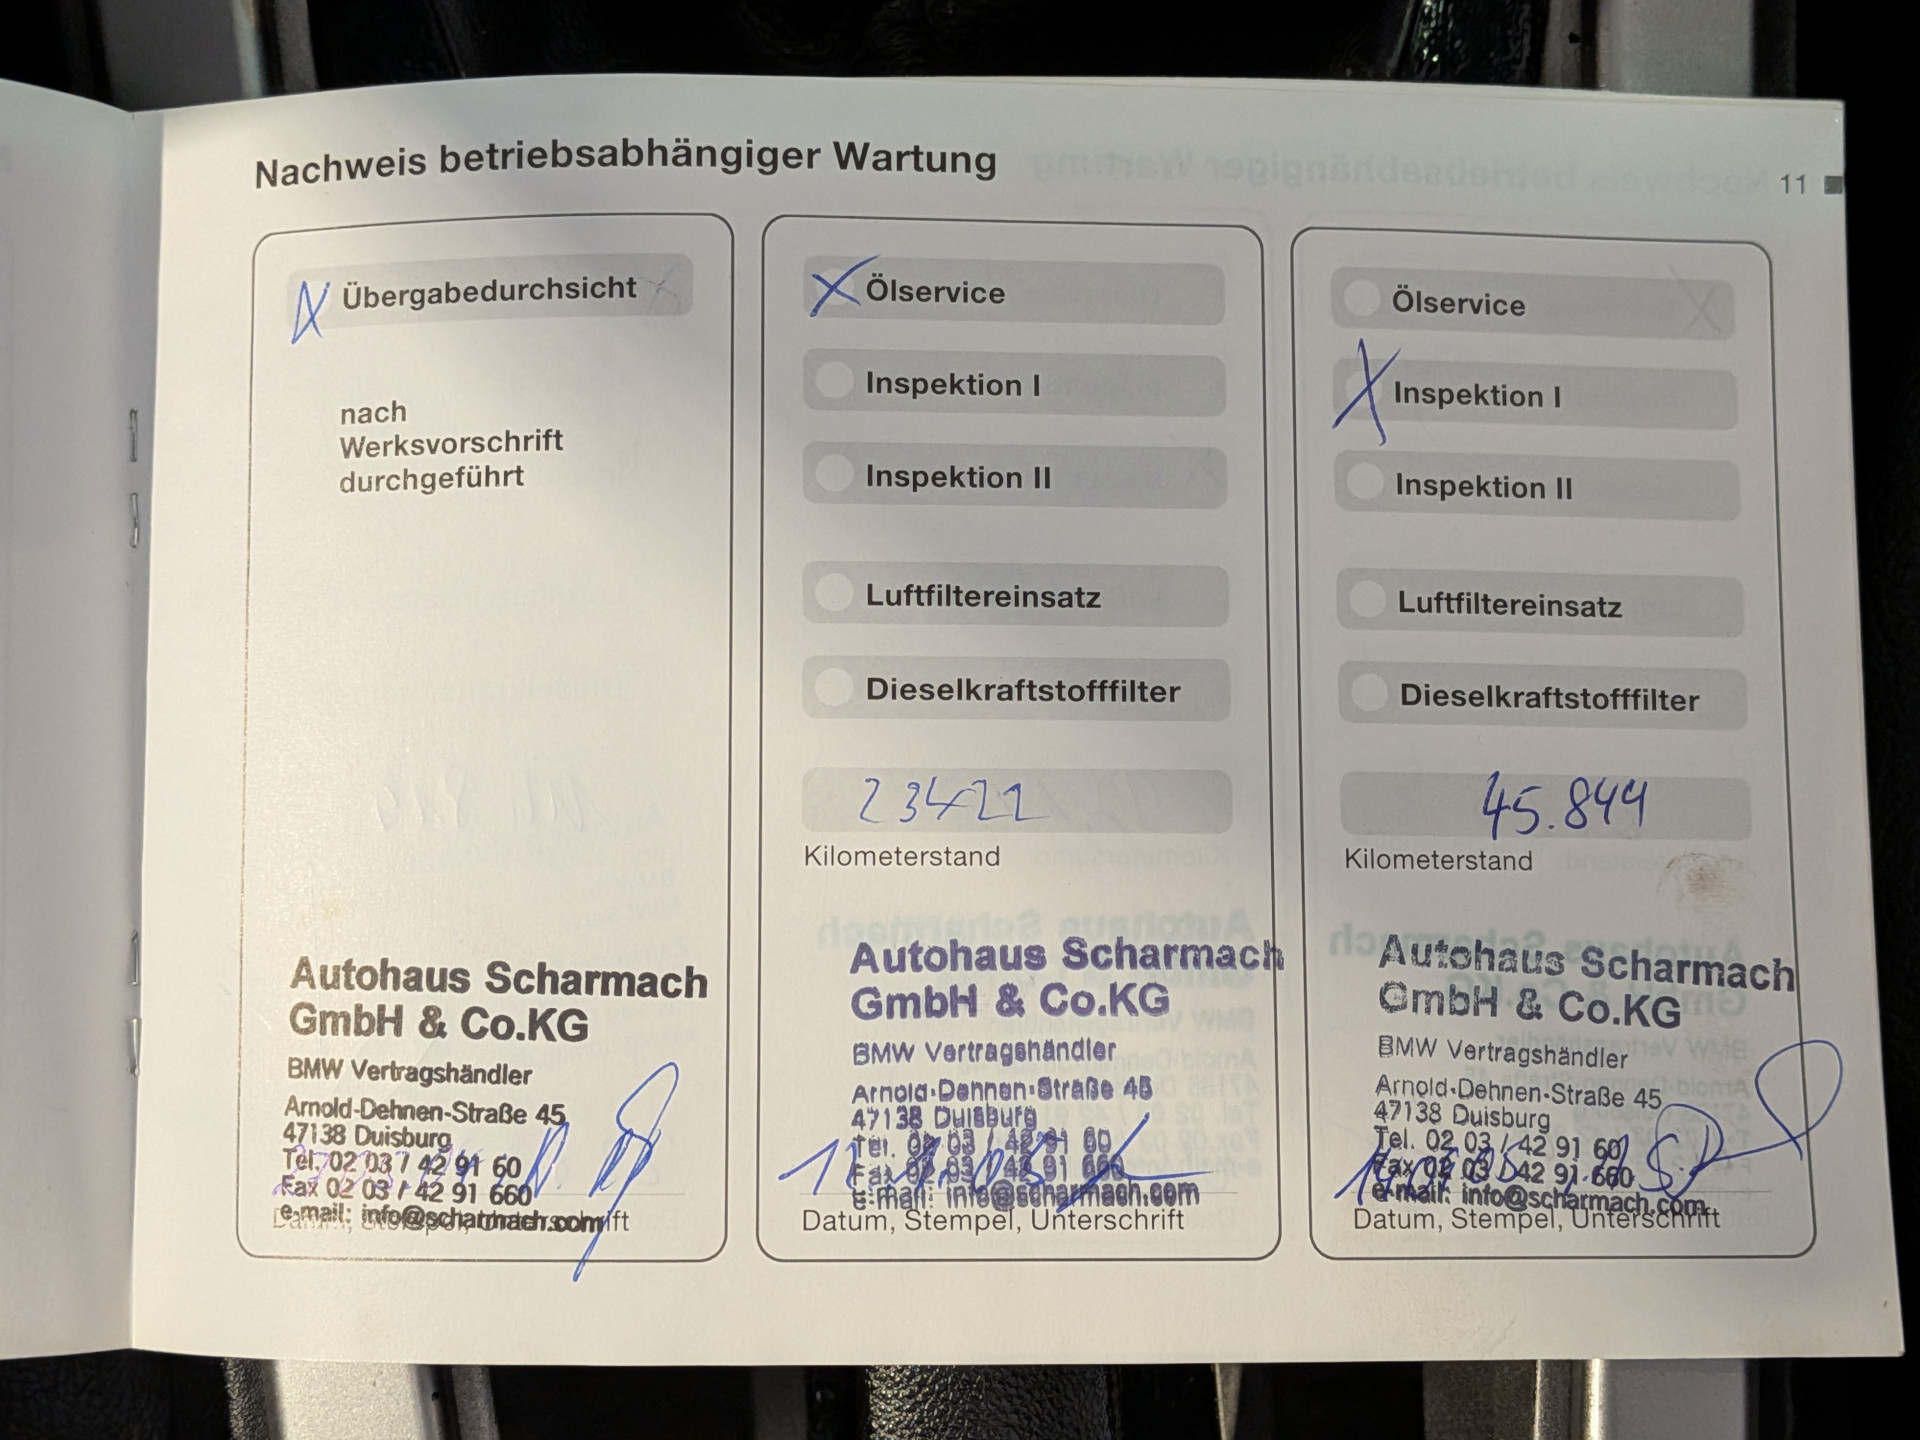 Nachweis betriebsabhängiger Wartung
11
Übergabedurchsicht
nach
Werksvorschrift
durchgeführt
Autohaus Scharmach
GmbH & Co.KG
BMW Vertragshändler
Arnold-Dehnen-Straße 45
47138 Duisburg
Tel. 02 03 / 42 91 60
Fax 02 03 / 42 91 660
e-mail: info@scharmach.com
Ölservice
Inspektion I
Inspektion II
Luftfiltereinsatz
Dieselkraftstofffilter
23422
Kilometerstand
Autohaus Scharmach
GmbH & Co.KG
BMW Vertragshändler
Arnold-Dehnen-Straße 45
47138 Duisburg
Tel. 02 03 / 42 91 60
Fax 02 03 / 42 91 660
e-mail: info@scharmach.com
Datum, Stempel, Unterschrift
Ölservice
Inspektion I
Inspektion II
Luftfiltereinsatz
Dieselkraftstofffilter
45.844
Kilometerstand
Autohaus Scharmach
GmbH & Co.KG
BMW Vertragshändler
Arnold-Dehnen-Straße 45
47138 Duisburg
Tel. 02 03 / 42 91 60
Fax 02 03 / 42 91 660
e-mail: info@scharmach.com
Datum, Stempel, Unterschrift